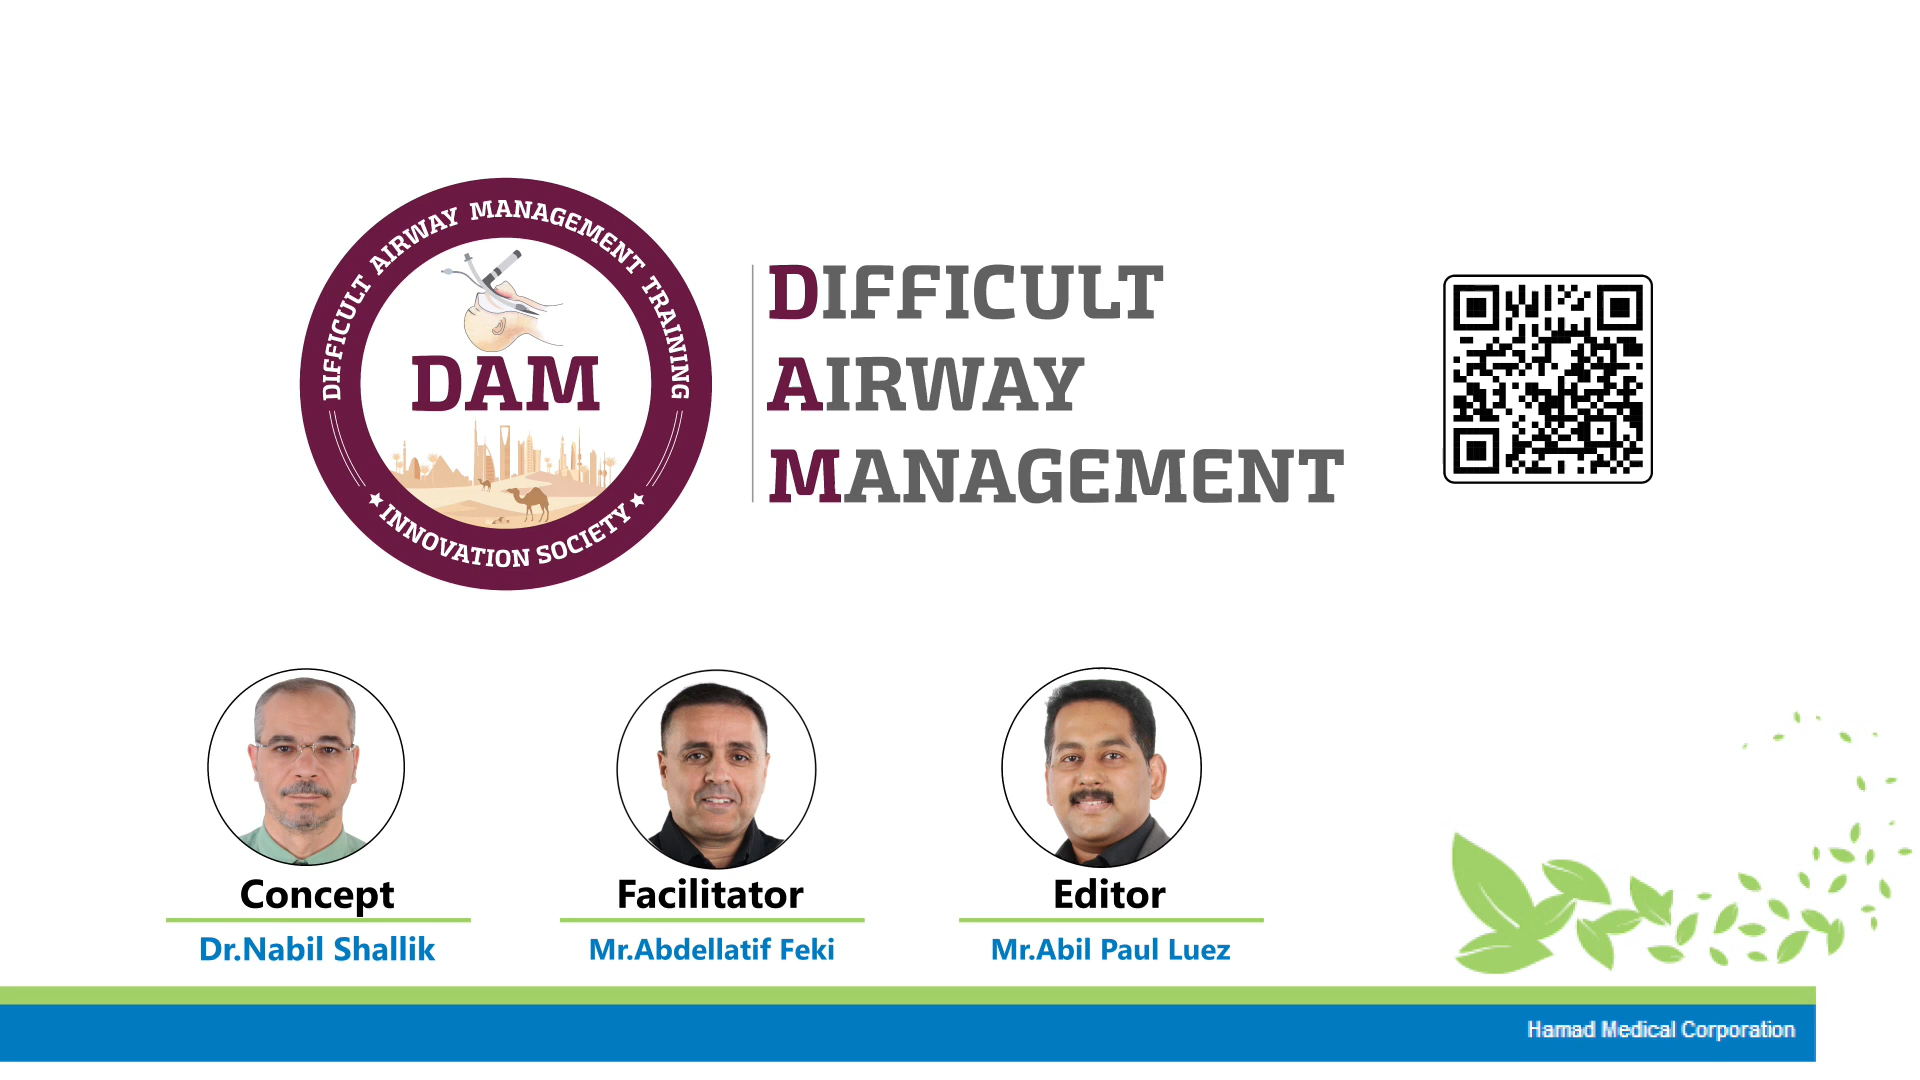 DIFFICULT AIRWAY MANAGEMENT TRAINING
DAM
INNOVATION SOCIETY
DIFFICULT
AIRWAY
MANAGEMENT
Concept
Dr.Nabil Shallik
Facilitator
Mr.Abdellatif Feki
Editor
Mr.Abil Paul Luez
Hamad Medical Corporation